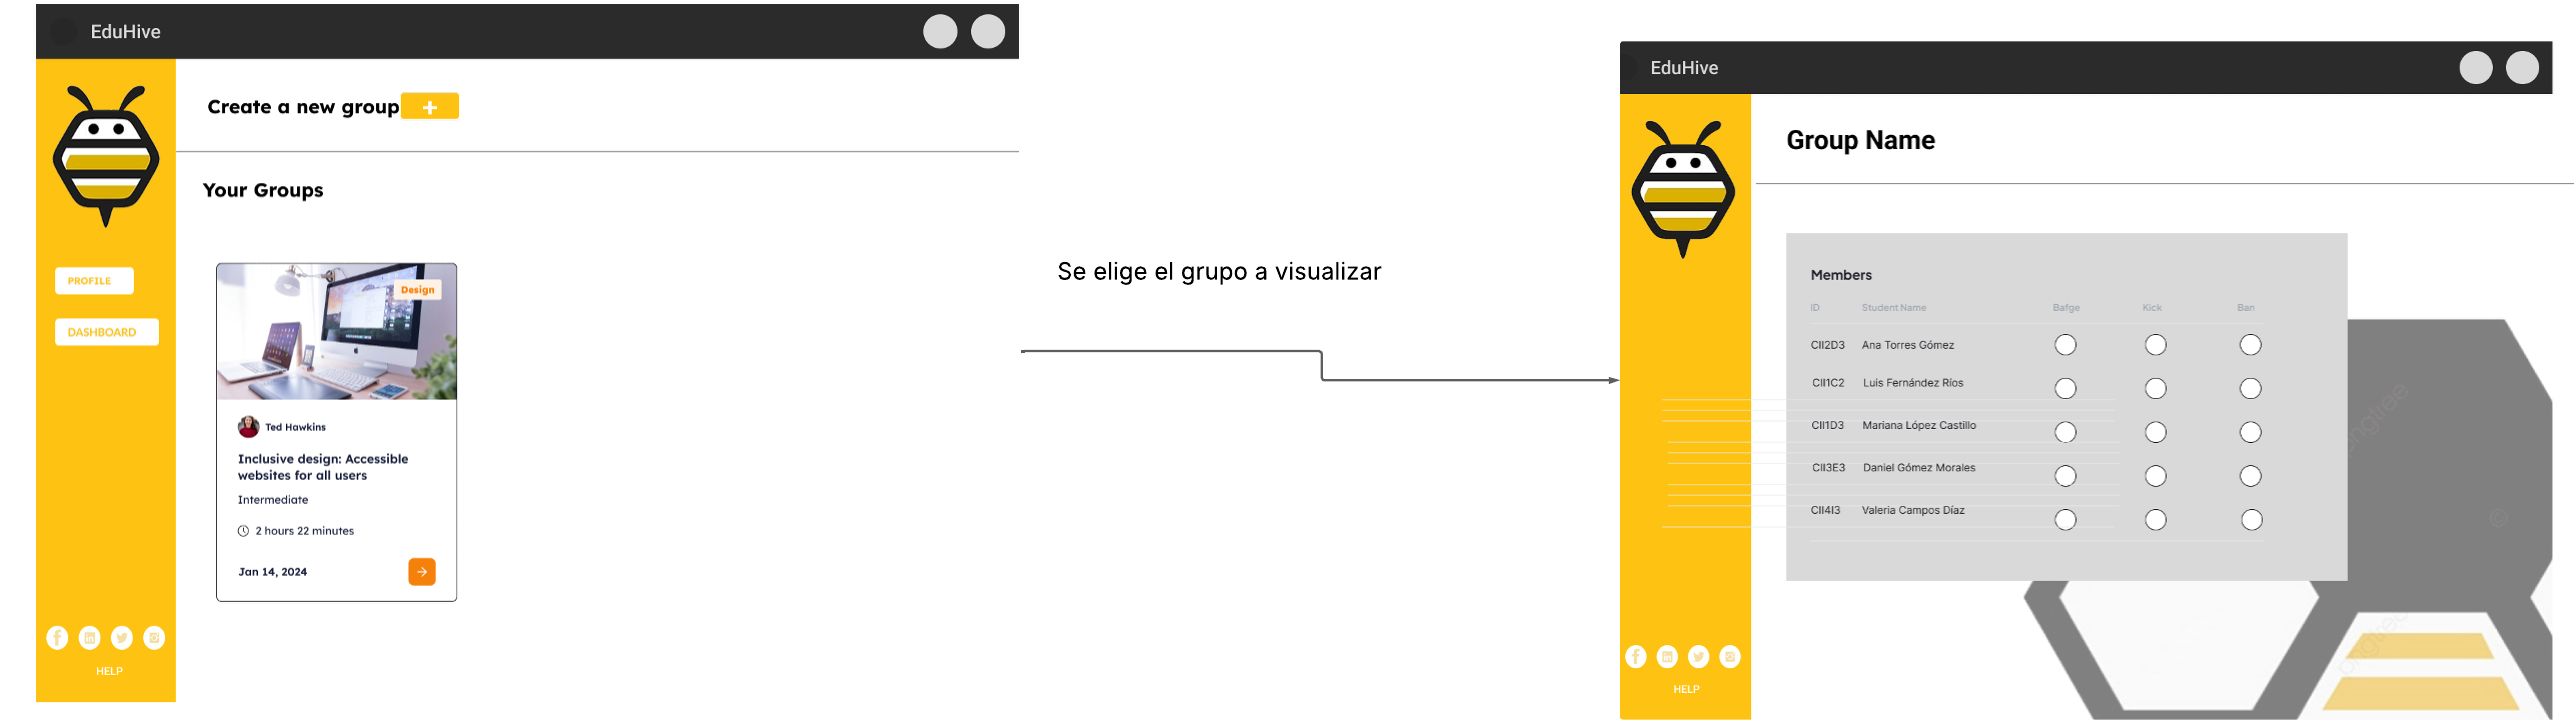 EduHive
Create a new group +
Your Groups
PROFILE
DASHBOARD
Design
Ted Hawkins
Inclusive design: Accessible
websites for all users
Intermediate
2 hours 22 minutes
Jan 14, 2024
HELP
Se elige el grupo a visualizar
EduHive
Group Name
Members
ID Student Name Bafge Kick Ban
CII2D3 Ana Torres Gómez
CII1C2 Luis Fernández Ríos
CII1D3 Mariana López Castillo
CII3E3 Daniel Gómez Morales
CII4I3 Valeria Campos Díaz
HELP